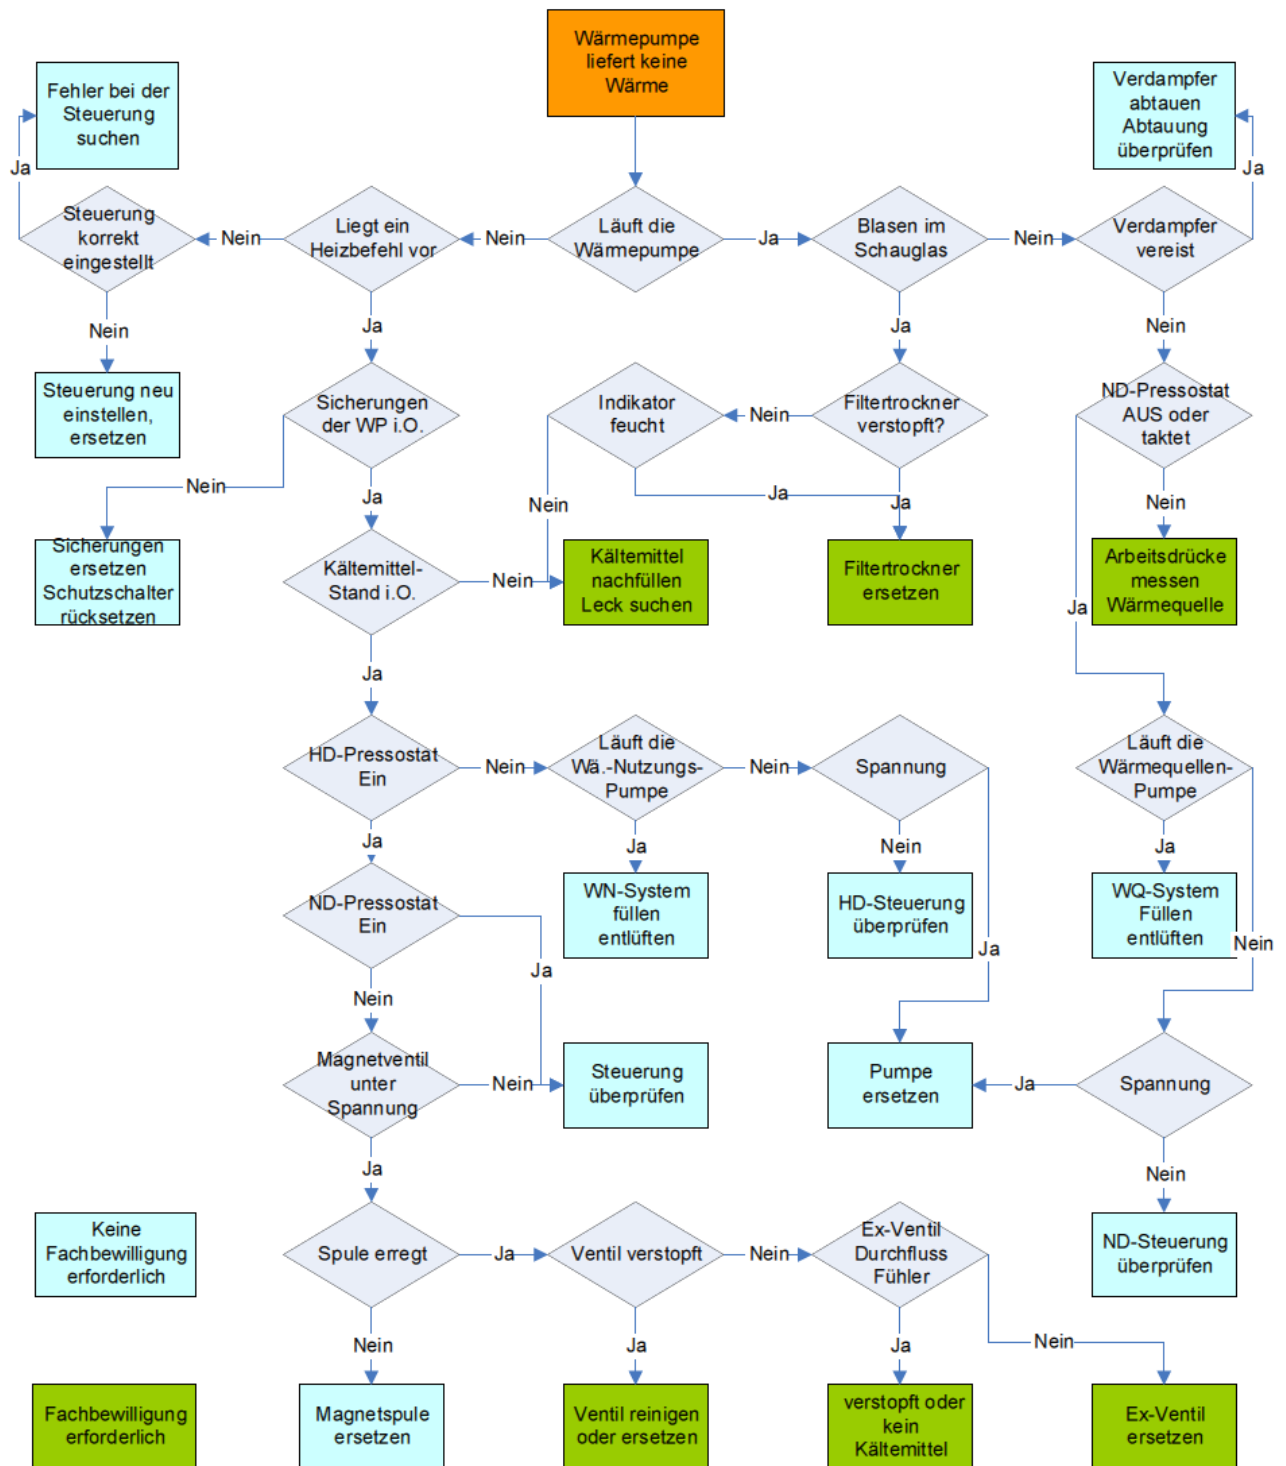 Wärmepumpe
liefert keine
Wärme
Fehler bei der
Steuerung
suchen
Verdampfer
abtauen
Abtauung
überprüfen
Ja
Ja
Steuerung
korrekt
eingestellt
Nein
Liegt ein
Heizbefehl vor
Nein
Läuft die
Wärmepumpe
Ja
Blasen im
Schauglas
Nein
Verdampfer
vereist
Nein
Ja
Ja
Nein
Steuerung neu
einstellen,
ersetzen
Sicherungen
der WP i.O.
Indikator
feucht
Nein
Filtertrockner
verstopft?
ND-Pressostat
AUS oder
taktet
Nein
Ja
Nein
Ja
Ja
Nein
Sicherungen
ersetzen
Schutzschalter
rücksetzen
Kältemittel-
Stand i.O.
Nein
Kältemittel
nachfüllen
Leck suchen
Filtertrockner
ersetzen
Arbeitsdrücke
messen
Wärmequelle
Ja
Ja
HD-Pressostat
Ein
Nein
Läuft die
Wä.-Nutzungs-
Pumpe
Nein
Spannung
Läuft die
Wärmequellen-
Pumpe
Ja
Ja
Nein
Ja
ND-Pressostat
Ein
WN-System
füllen
entlüften
HD-Steuerung
überprüfen
WQ-System
Füllen
entlüften
Ja
Ja
Nein
Nein
Magnetventil
unter
Spannung
Nein
Steuerung
überprüfen
Pumpe
ersetzen
Ja
Spannung
Ja
Nein
Keine
Fachbewilligung
erforderlich
Spule erregt
Ja
Ventil verstopft
Nein
Ex-Ventil
Durchfluss
Fühler
ND-Steuerung
überprüfen
Nein
Ja
Ja
Nein
Fachbewilligung
erforderlich
Magnetspule
ersetzen
Ventil reinigen
oder ersetzen
verstopft oder
kein
Kältemittel
Ex-Ventil
ersetzen